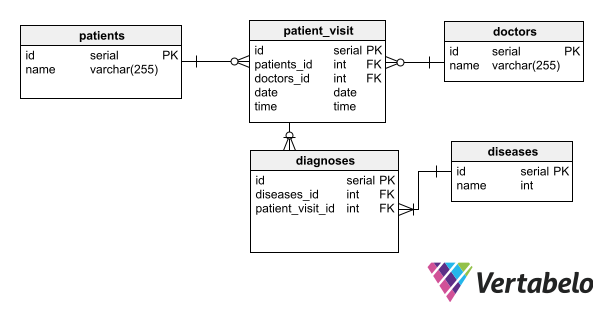 patients
id serial PK
name varchar(255)
patient_visit
id serial PK
patients_id int FK
doctors_id int FK
date date
time time
doctors
id serial PK
name varchar(255)
diagnoses
id serial PK
diseases_id int FK
patient_visit_id int FK
diseases
id serial PK
name int
Vertabelo